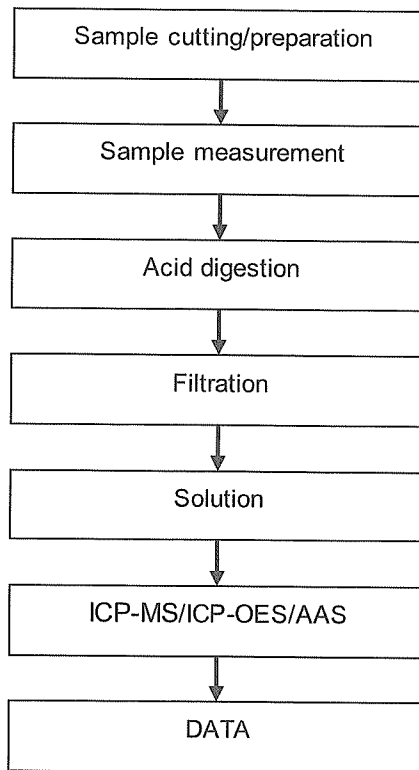 Sample cutting/preparation
Sample measurement
Acid digestion
Filtration
Solution
ICP-MS/ICP-OES/AAS
DATA